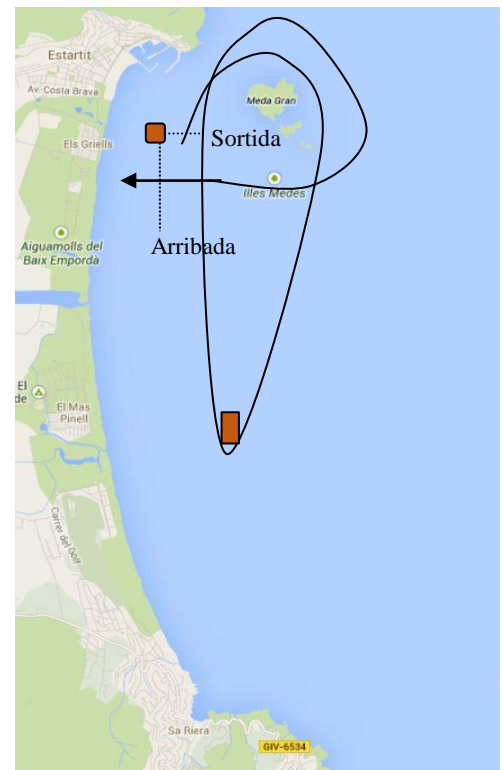 Estartit
Av. Costa Brava
Meda Gran
Sortida
Els Griells
Illes Medes
Arribada
Aiguamolls del
Baix Empordà
El
de
El Mas
Pinell
Carrer del Golf
Sa Riera
GIV-6534